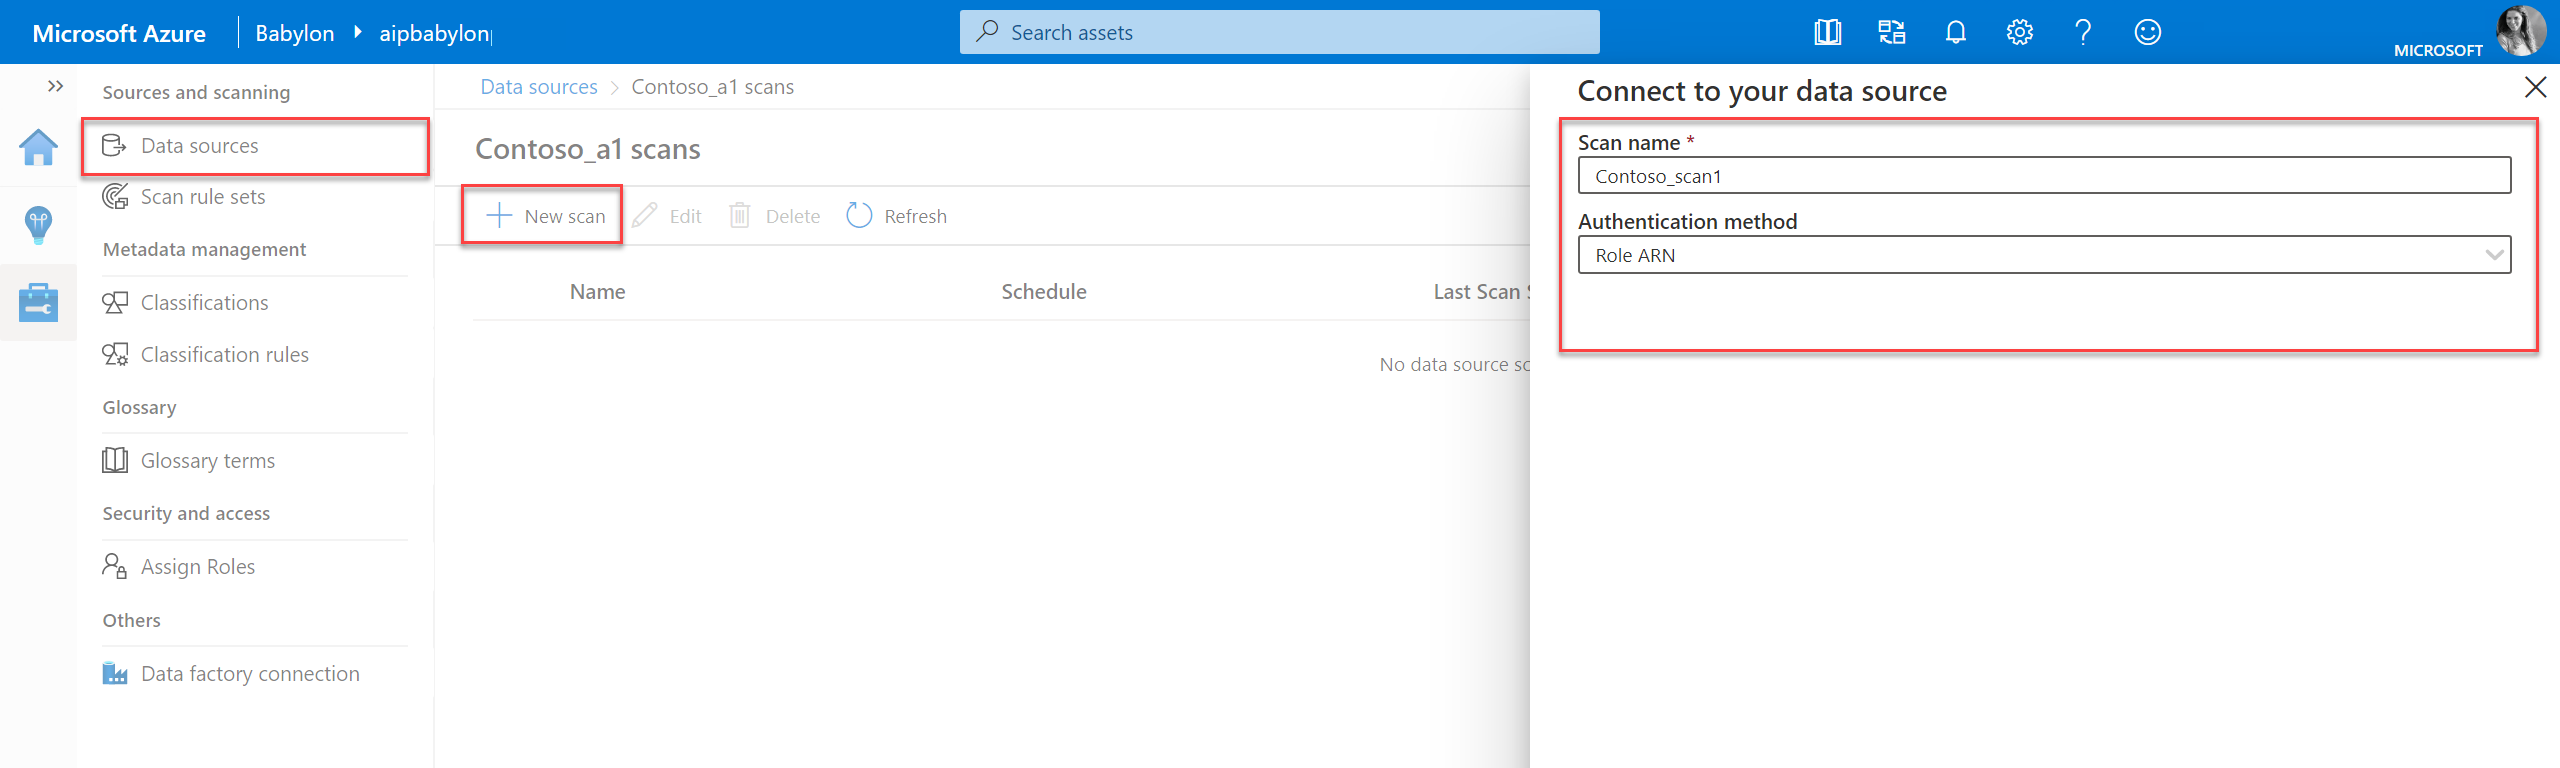 Microsoft Azure
Babylon
aipbabylon
Search assets
MICROSOFT
Sources and scanning
Data sources
Scan rule sets
Metadata management
Classifications
Classification rules
Glossary
Glossary terms
Security and access
Assign Roles
Others
Data factory connection
Data sources > Contoso_a1 scans
Contoso_a1 scans
New scan Edit Delete Refresh
Name Schedule Last Scan
No data source
Connect to your data source
Scan name *
Contoso_scan1
Authentication method
Role ARN